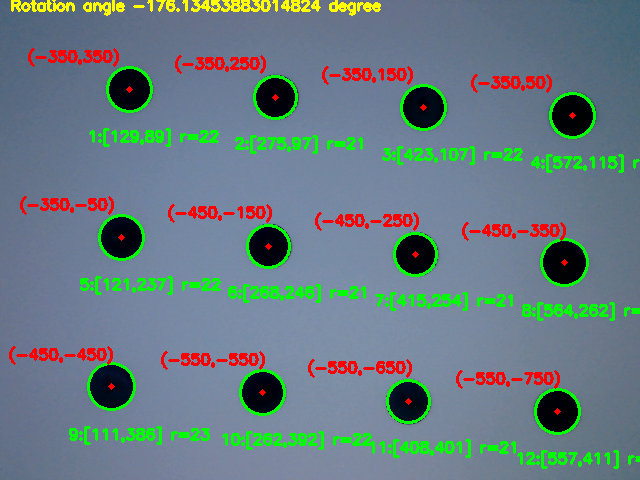 Rotation angle -176.13453883014824 degree
(-350,350)
(-350,250)
(-350,150)
(-350,50)
1:[129,89] r=22
2:[275,97] r=21
3:[423,107] r=22
4:[572,115] r
(-350,-50)
(-450,-150)
(-450,-250)
(-450,-350)
5:[121,237] r=22
6:[268,246] r=21
7:[415,254] r=21
8:[564,262] r=
(-450,-450)
(-550,-550)
(-550,-650)
(-550,-750)
9:[111,386] r=23
10:[262,392] r=22
11:[408,401] r=21
12:[557,411] r=